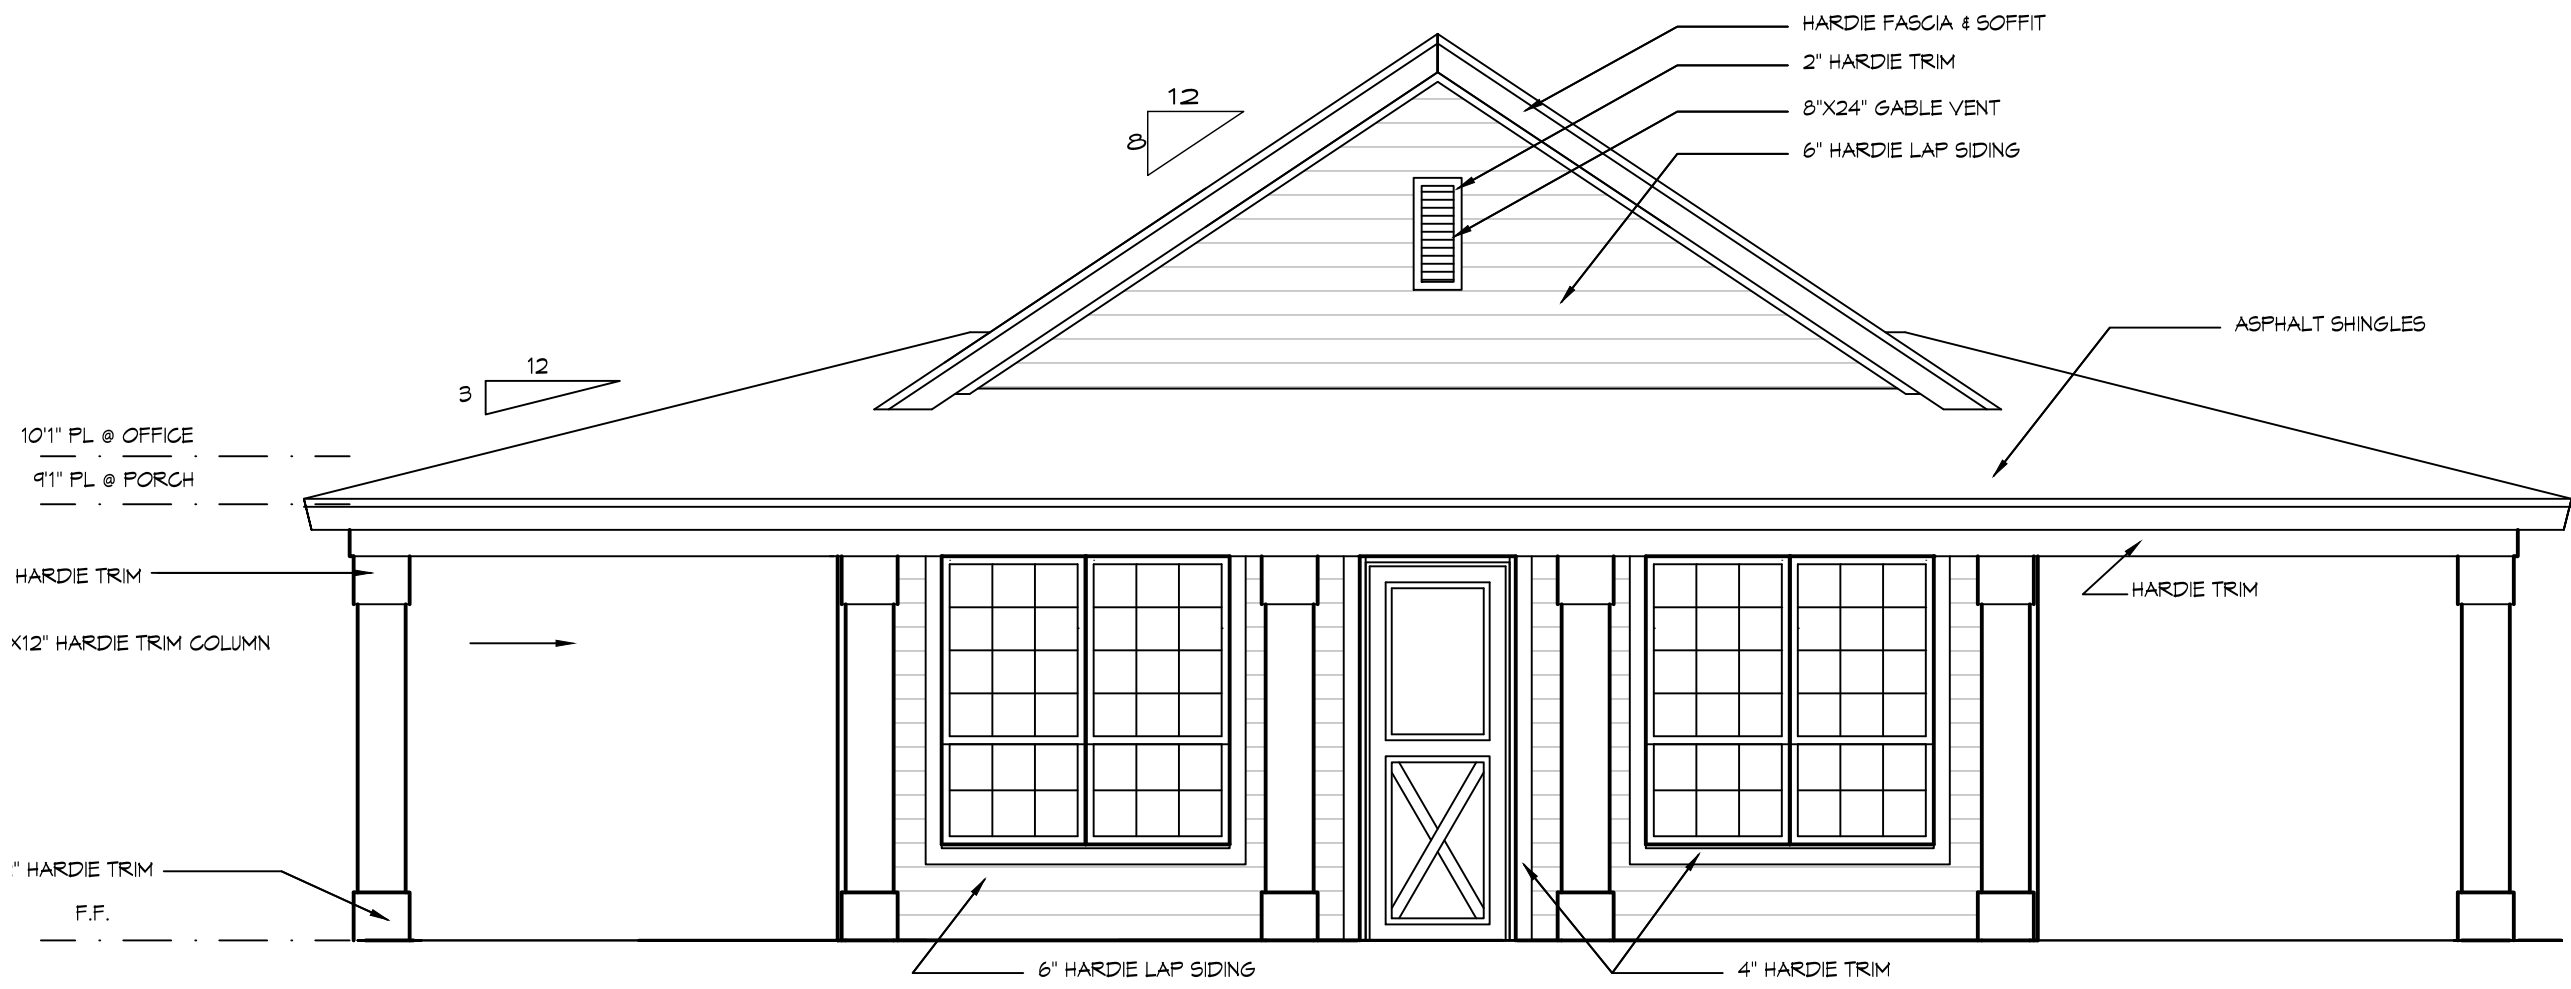 HARDIE FASCIA & SOFFIT
2" HARDIE TRIM
8"X24" GABLE VENT
6" HARDIE LAP SIDING
12
8
ASPHALT SHINGLES
12
3
10'1" PL @ OFFICE
9'1" PL @ PORCH
HARDIE TRIM
HARDIE TRIM
X12" HARDIE TRIM COLUMN
" HARDIE TRIM
F.F.
6" HARDIE LAP SIDING
4" HARDIE TRIM